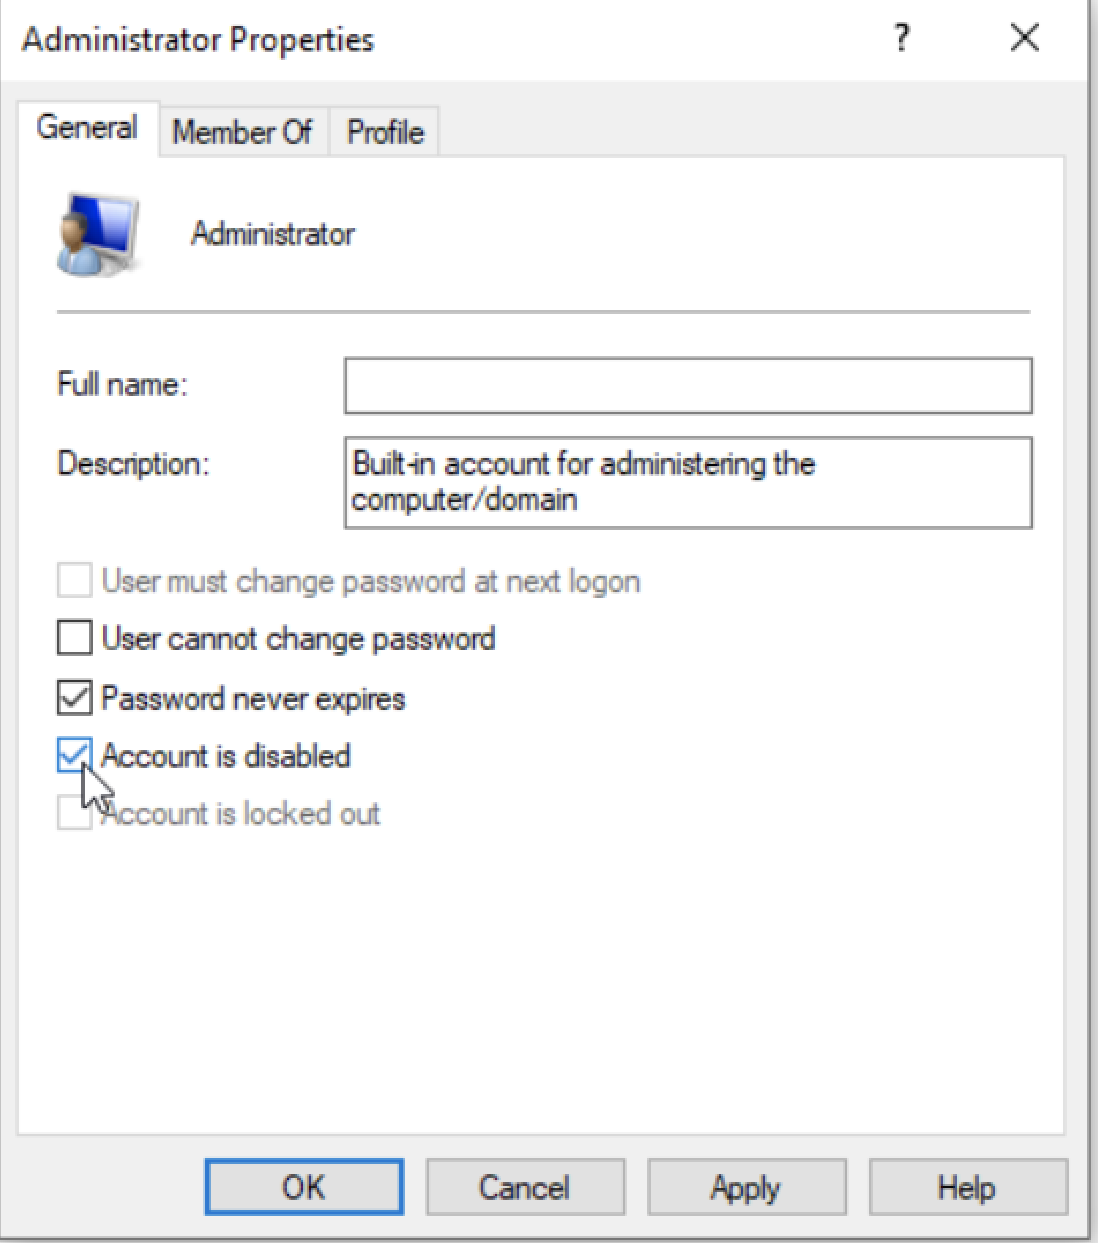 Administrator Properties ?
General Member Of Profile
Administrator
Full name:
Description: Built-in account for administering the
computer/domain
User must change password at next logon
User cannot change password
Password never expires
Account is disabled
Account is locked out
OK Cancel Apply Help